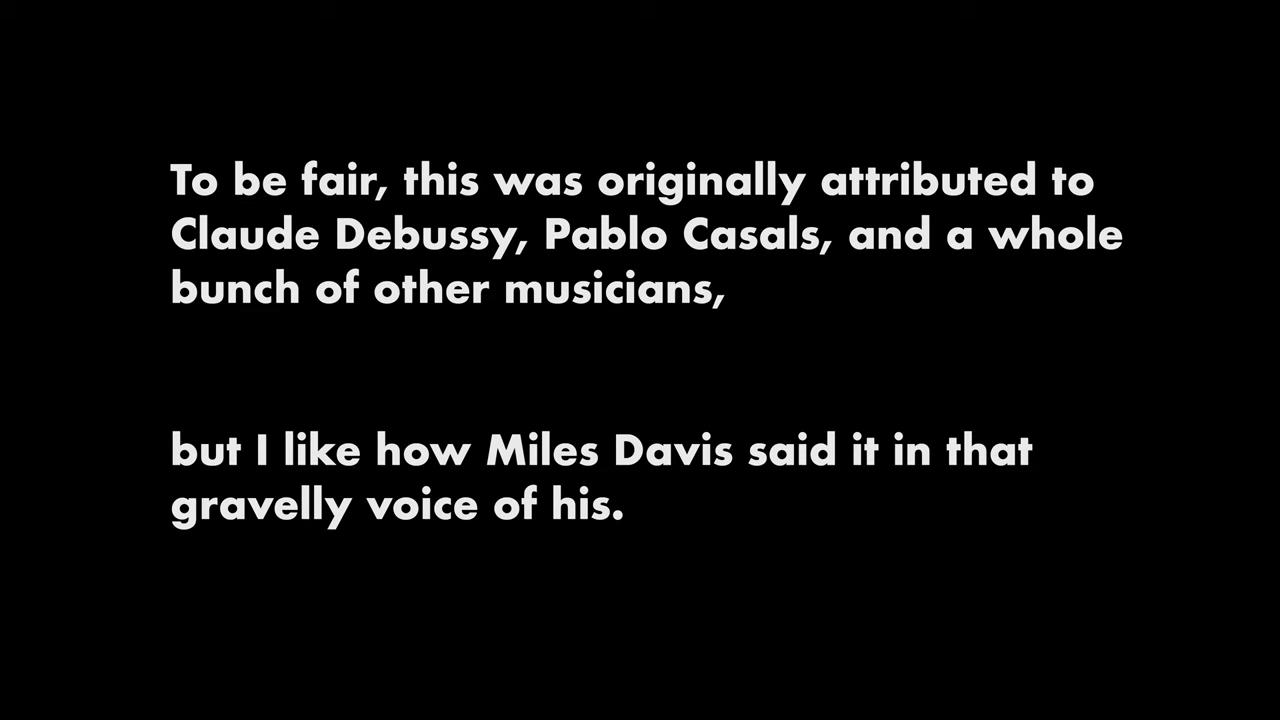 To be fair, this was originally attributed to
Claude Debussy, Pablo Casals, and a whole
bunch of other musicians,
but I like how Miles Davis said it in that
gravelly voice of his.